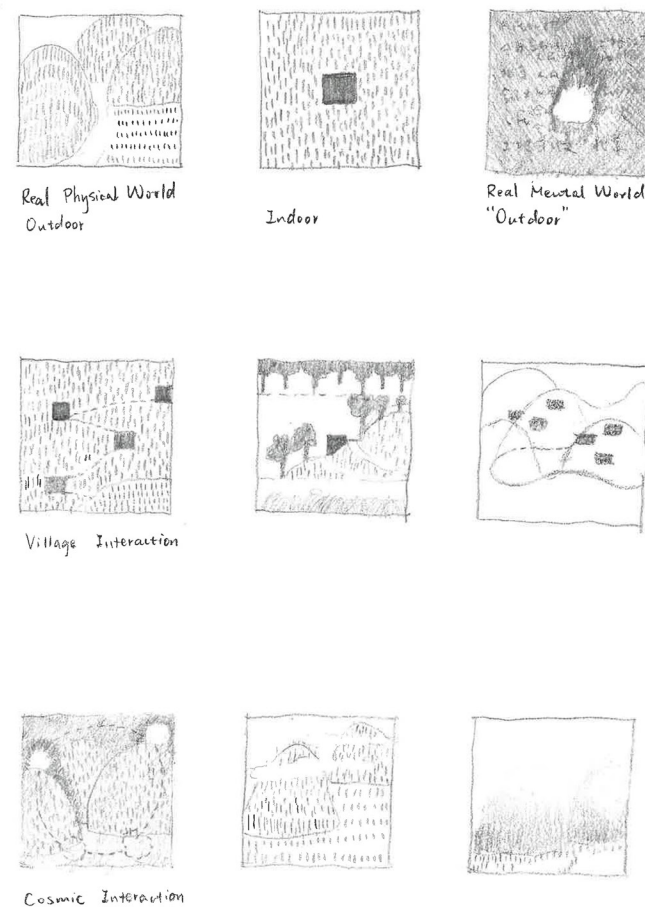 Real Physical World
Outdoor
Indoor
Real Mental World
"Outdoor"
Village Interaction
Cosmic Interaction